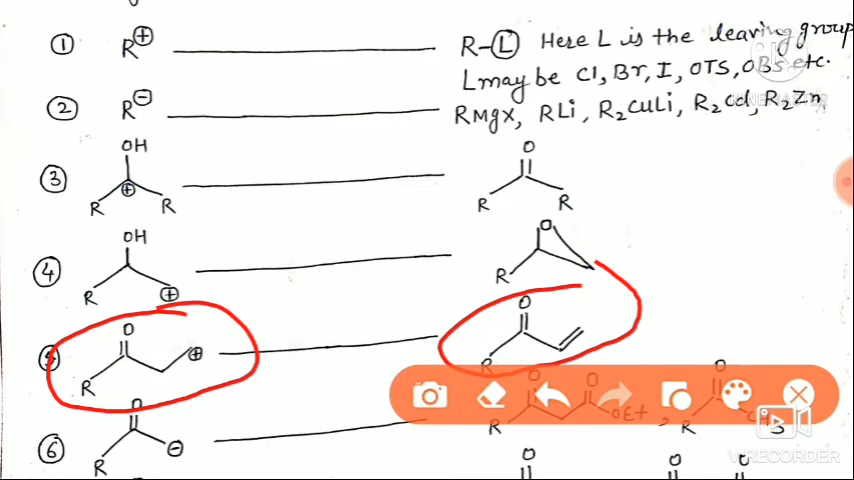 ① R⊕ R-Ⓛ Here L is the leaving group
L may be Cl, Br, I, OTS, OBs etc.
② R⊖ RMgX, RLi, R₂CuLi, R₂Cd, R₂Zn
③ OH ⊕ R R O R R
④ OH R ⊕ O R
⑤ O R ⊕ O R
⑥ O R ⊖ O O R OEt, O R CH₃
O O O
RECORDER